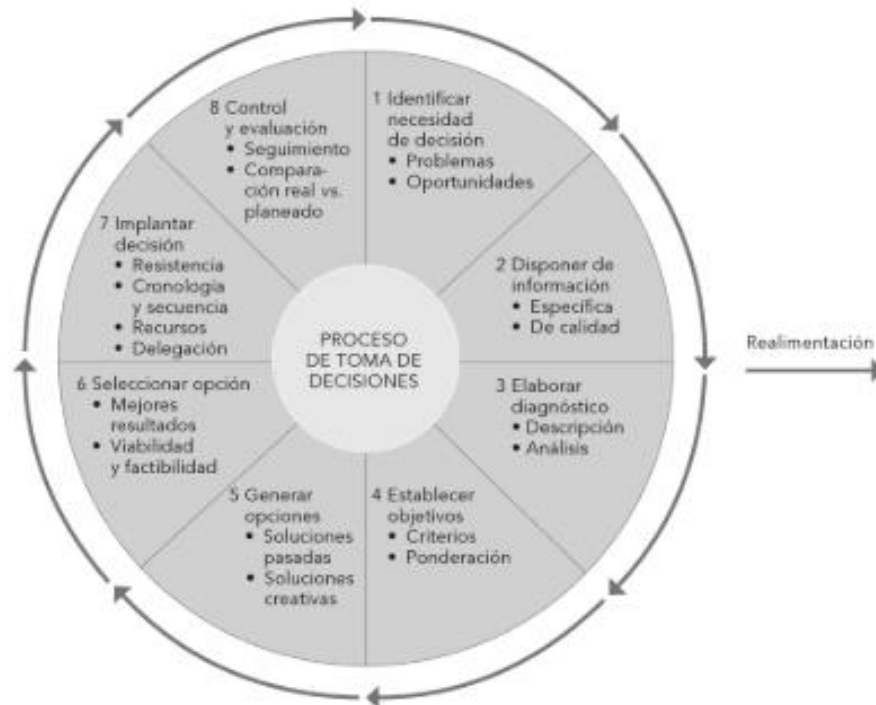 8 Control
y evaluación
• Seguimiento
• Compara-
ción real vs.
planeado
1 Identificar
necesidad
de decisión
• Problemas
• Oportunidades
2 Disponer de
información
• Específica
• De calidad
3 Elaborar
diagnóstico
• Descripción
• Análisis
4 Establecer
objetivos
• Criterios
• Ponderación
5 Generar
opciones
• Soluciones
pasadas
• Soluciones
creativas
6 Seleccionar opción
• Mejores
resultados
• Viabilidad
y factibilidad
7 Implantar
decisión
• Resistencia
• Cronología
y secuencia
• Recursos
• Delegación
PROCESO
DE TOMA DE
DECISIONES
Realimentación